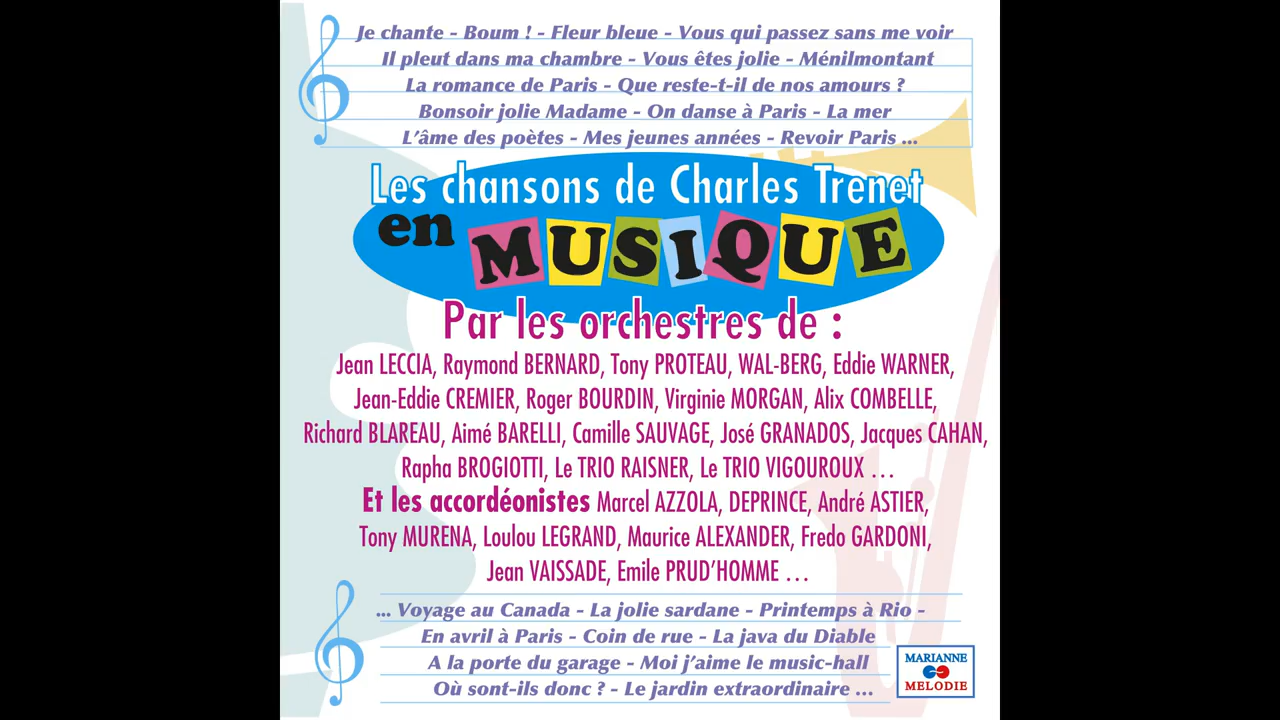 Je chante - Boum ! - Fleur bleue - Vous qui passez sans me voir
Il pleut dans ma chambre - Vous êtes jolie - Ménilmontant
La romance de Paris - Que reste-t-il de nos amours ?
Bonsoir jolie Madame - On danse à Paris - La mer
L'âme des poètes - Mes jeunes années - Revoir Paris ...
Les chansons de Charles Trenet
en MUSIQUE
Par les orchestres de :
Jean LECCIA, Raymond BERNARD, Tony PROTEAU, WAL-BERG, Eddie WARNER,
Jean-Eddie CREMIER, Roger BOURDIN, Virginie MORGAN, Alix COMBELLE,
Richard BLAREAU, Aimé BARELLI, Camille SAUVAGE, José GRANADOS, Jacques CAHAN,
Rapha BROGIOTTI, Le TRIO RAISNER, Le TRIO VIGOUROUX ...
Et les accordéonistes Marcel AZZOLA, DEPRINCE, André ASTIER,
Tony MURENA, Loulou LEGRAND, Maurice ALEXANDER, Fredo GARDONI,
Jean VAISSADE, Emile PRUD'HOMME ...
... Voyage au Canada - La jolie sardane - Printemps à Rio -
En avril à Paris - Coin de rue - La java du Diable
A la porte du garage - Moi j'aime le music-hall
Où sont-ils donc ? - Le jardin extraordinaire ...
MARIANNE
MELODIE